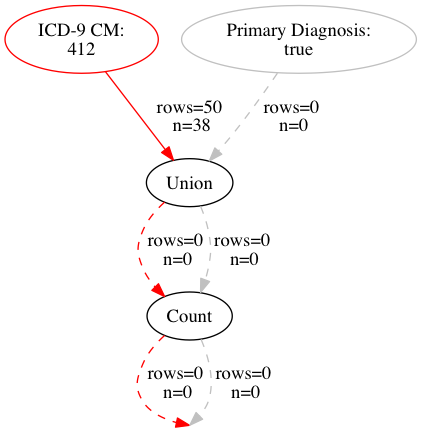 ICD-9 CM:
412
Primary Diagnosis:
true
rows=50
n=38
rows=0
n=0
Union
rows=0
n=0
rows=0
n=0
Count
rows=0
n=0
rows=0
n=0